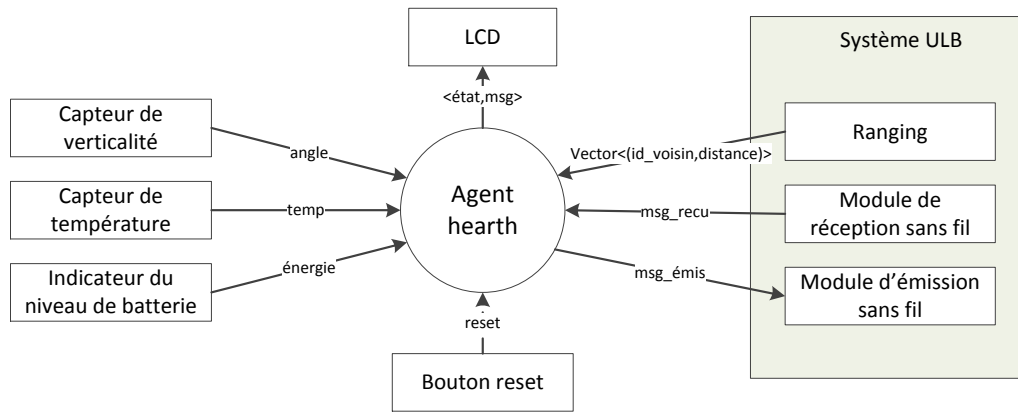 LCD
Système ULB
<état,msg>
Capteur de
verticalité
angle
Ranging
Vector<(id_voisin,distance)>
Agent
hearth
Capteur de
température
temp
msg_recu
Module de
réception sans fil
énergie
Indicateur du
niveau de batterie
msg_émis
Module d'émission
sans fil
reset
Bouton reset